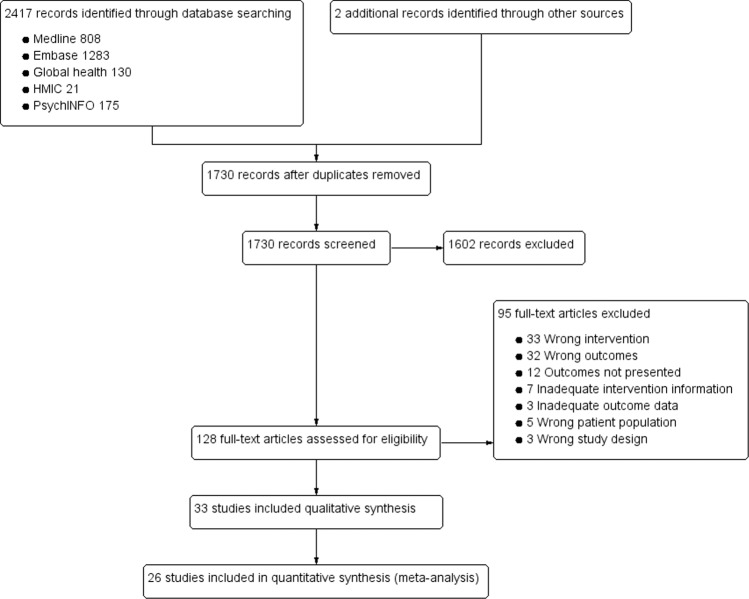 2417 records identified through database searching
● Medline 808
● Embase 1283
● Global health 130
● HMIC 21
● PsychINFO 175
2 additional records identified through other sources
1730 records after duplicates removed
1730 records screened
1602 records excluded
95 full-text articles excluded
● 33 Wrong intervention
● 32 Wrong outcomes
● 12 Outcomes not presented
● 7 Inadequate intervention information
● 3 Inadequate outcome data
● 5 Wrong patient population
● 3 Wrong study design
128 full-text articles assessed for eligibility
33 studies included qualitative synthesis
26 studies included in quantitative synthesis (meta-analysis)